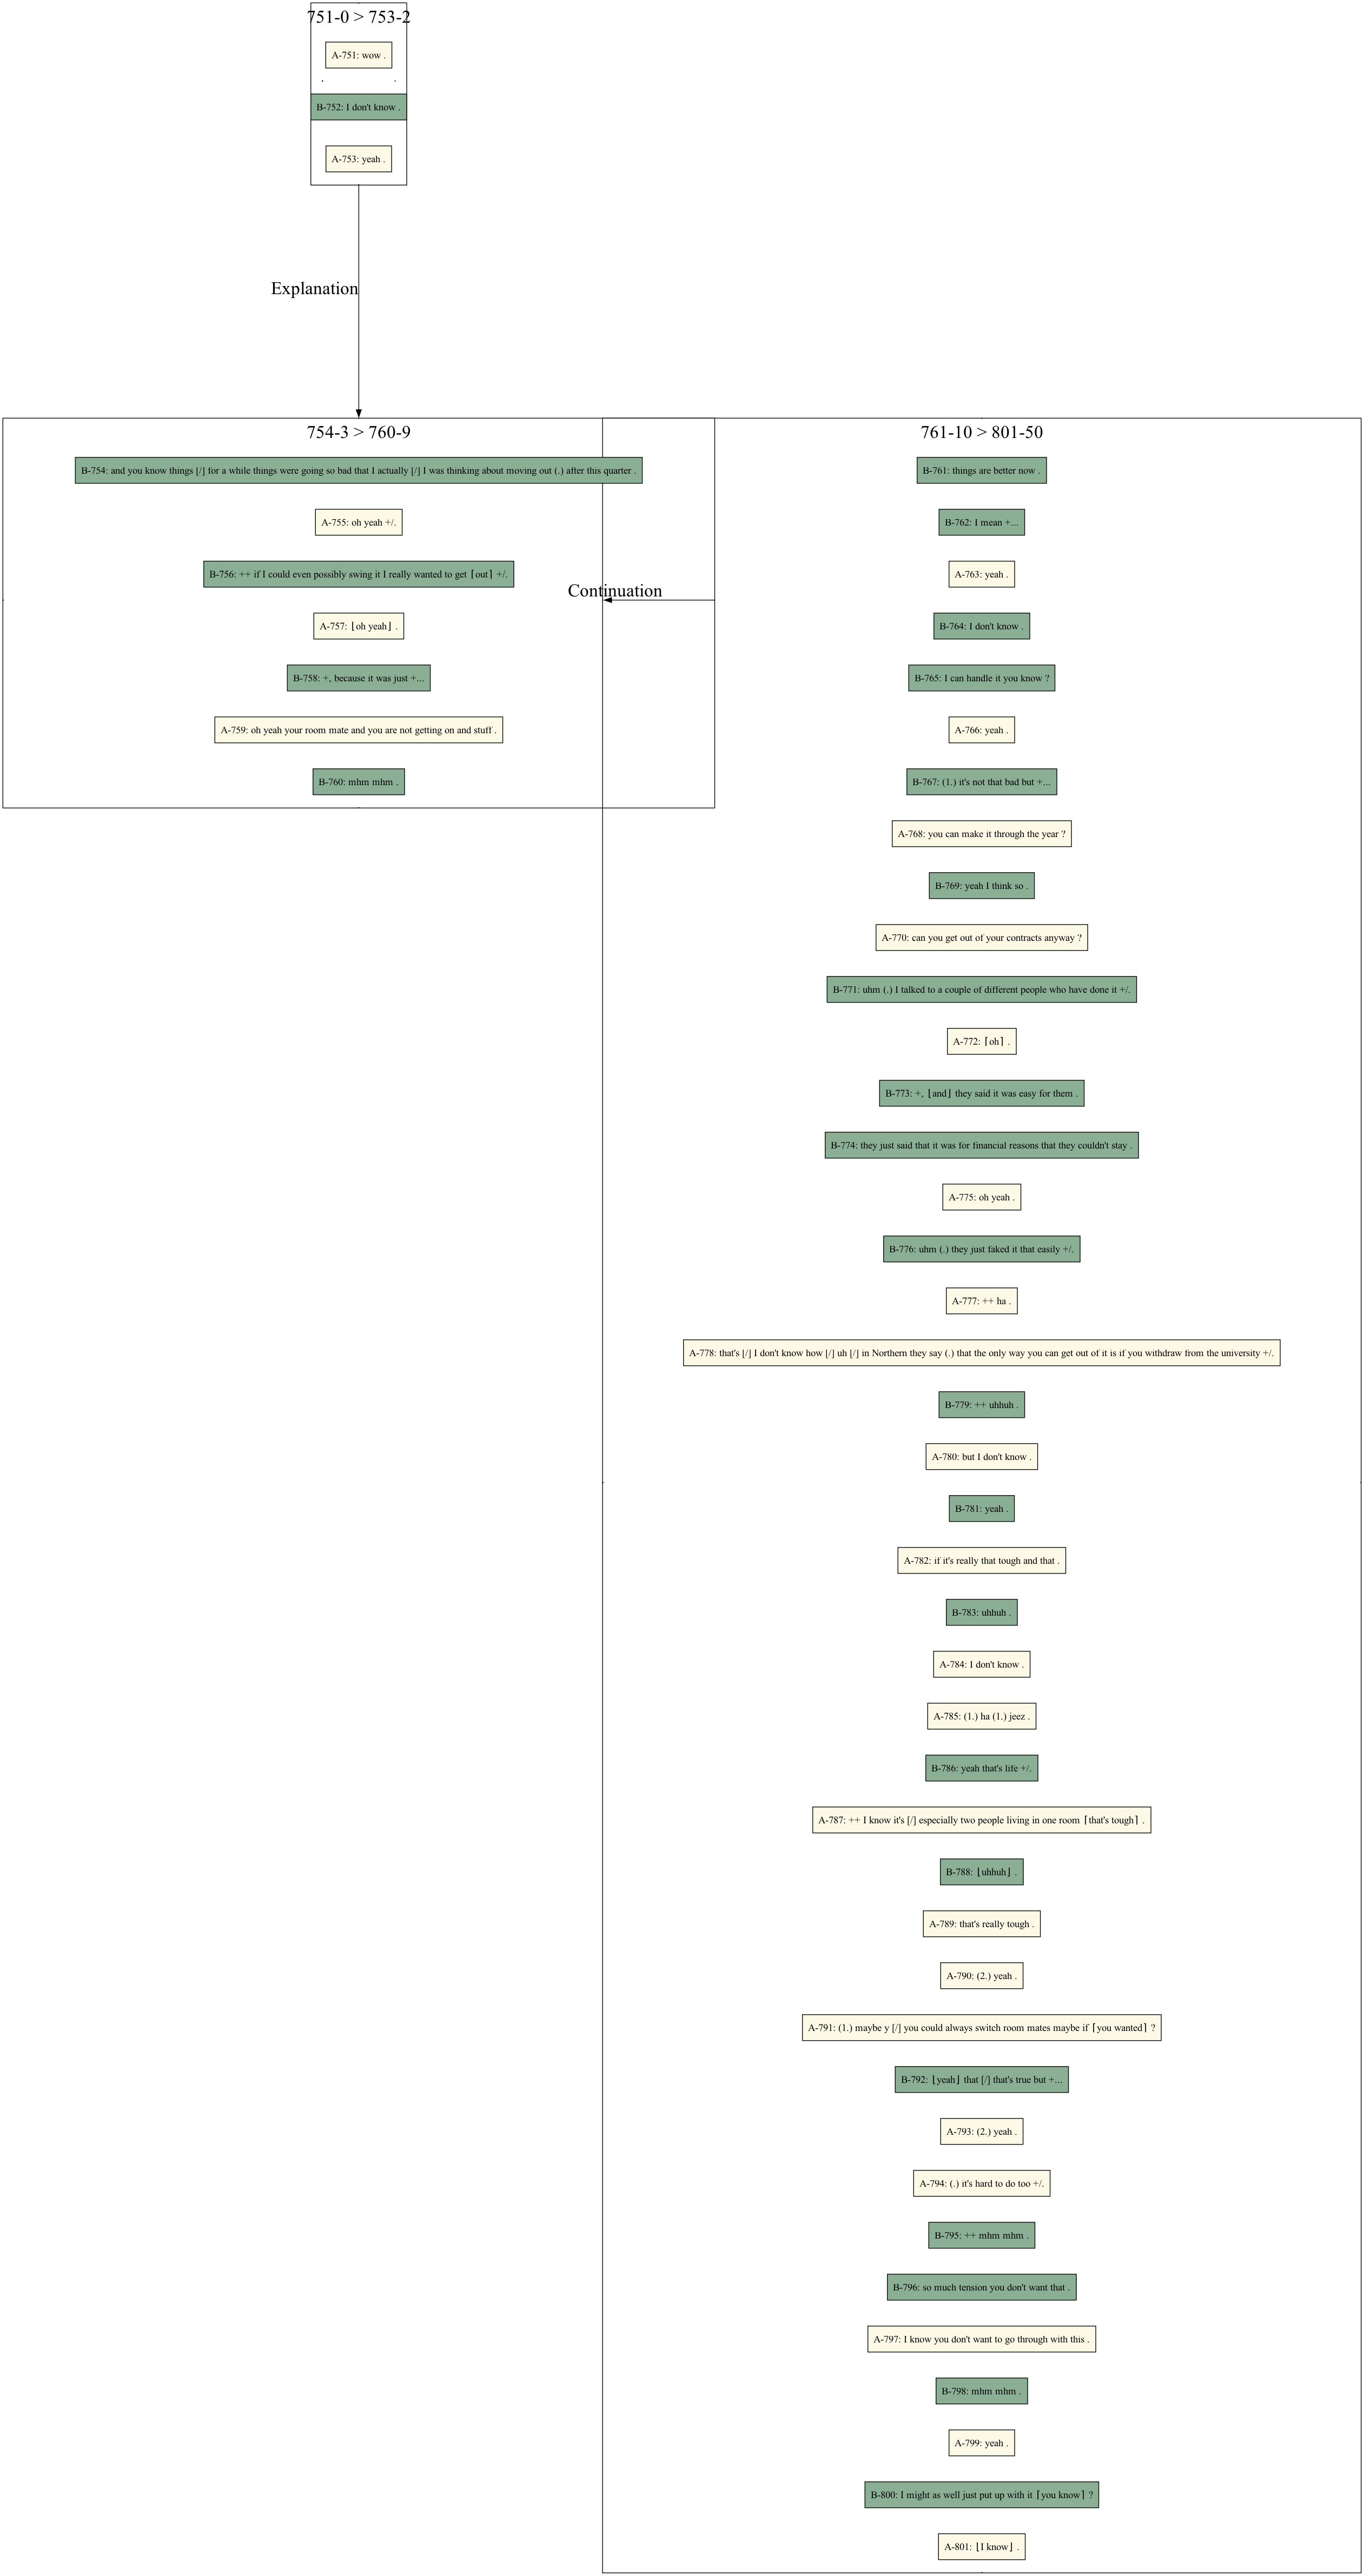 751-0 > 753-2
A-751: wow .
B-752: I don't know .
A-753: yeah .
Explanation
754-3 > 760-9
B-754: and you know things [/] for a while things were going so bad that I actually [/] I was thinking about moving out (.) after this quarter .
A-755: oh yeah +/.
B-756: ++ if I could even possibly swing it I really wanted to get ⌈out⌉ +/.
A-757: ⌊oh yeah⌋ .
B-758: +, because it was just +...
A-759: oh yeah your room mate and you are not getting on and stuff .
B-760: mhm mhm .
Continuation
761-10 > 801-50
B-761: things are better now .
B-762: I mean +...
A-763: yeah .
B-764: I don't know .
B-765: I can handle it you know ?
A-766: yeah .
B-767: (1.) it's not that bad but +...
A-768: you can make it through the year ?
B-769: yeah I think so .
A-770: can you get out of your contracts anyway ?
B-771: uhm (.) I talked to a couple of different people who have done it +/.
A-772: ⌈oh⌉ .
B-773: +, ⌊and⌋ they said it was easy for them .
B-774: they just said that it was for financial reasons that they couldn't stay .
A-775: oh yeah .
B-776: uhm (.) they just faked it that easily +/.
A-777: ++ ha .
A-778: that's [/] I don't know how [/] uh [/] in Northern they say (.) that the only way you can get out of it is if you withdraw from the university +/.
B-779: ++ uhhuh .
A-780: but I don't know .
B-781: yeah .
A-782: if it's really that tough and that .
B-783: uhhuh .
A-784: I don't know .
A-785: (1.) ha (1.) jeez .
B-786: yeah that's life +/.
A-787: ++ I know it's [/] especially two people living in one room ⌈that's tough⌉ .
B-788: ⌊uhhuh⌋ .
A-789: that's really tough .
A-790: (2.) yeah .
A-791: (1.) maybe y [/] you could always switch room mates maybe if ⌈you wanted⌉ ?
B-792: ⌊yeah⌋ that [/] that's true but +...
A-793: (2.) yeah .
A-794: (.) it's hard to do too +/.
B-795: ++ mhm mhm .
B-796: so much tension you don't want that .
A-797: I know you don't want to go through with this .
B-798: mhm mhm .
A-799: yeah .
B-800: I might as well just put up with it ⌈you know⌉ ?
A-801: ⌊I know⌋ .